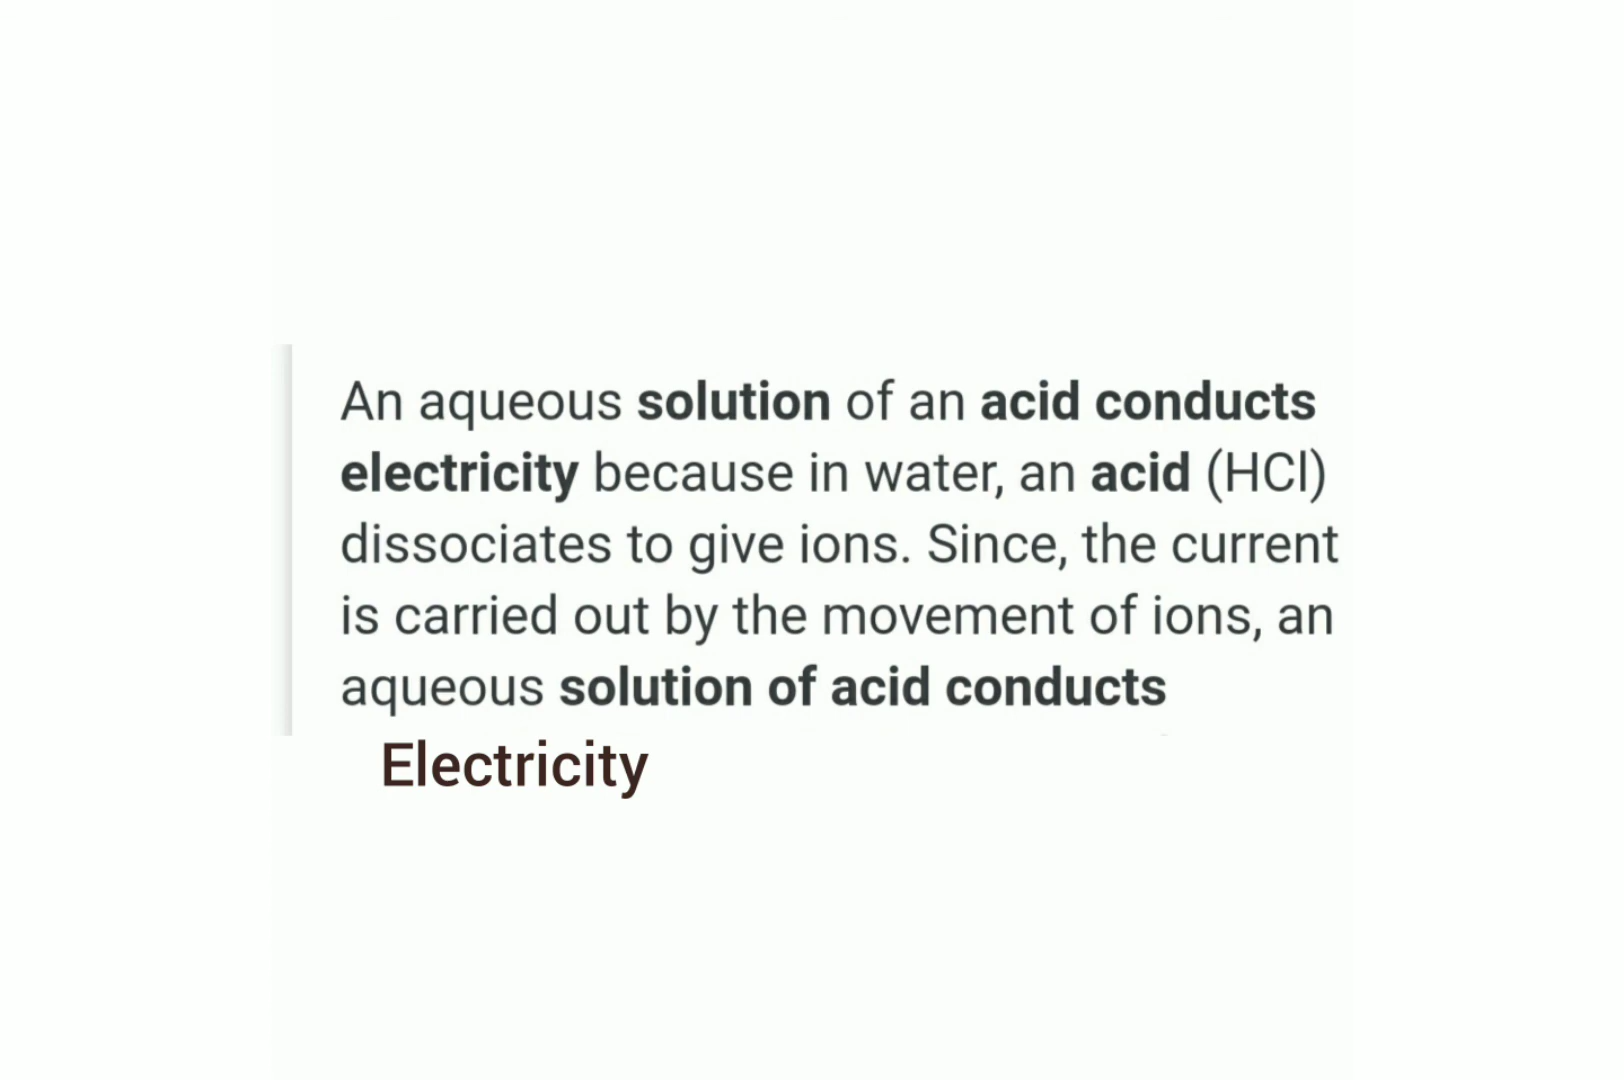 An aqueous solution of an acid conducts
electricity because in water, an acid (HCl)
dissociates to give ions. Since, the current
is carried out by the movement of ions, an
aqueous solution of acid conducts
Electricity